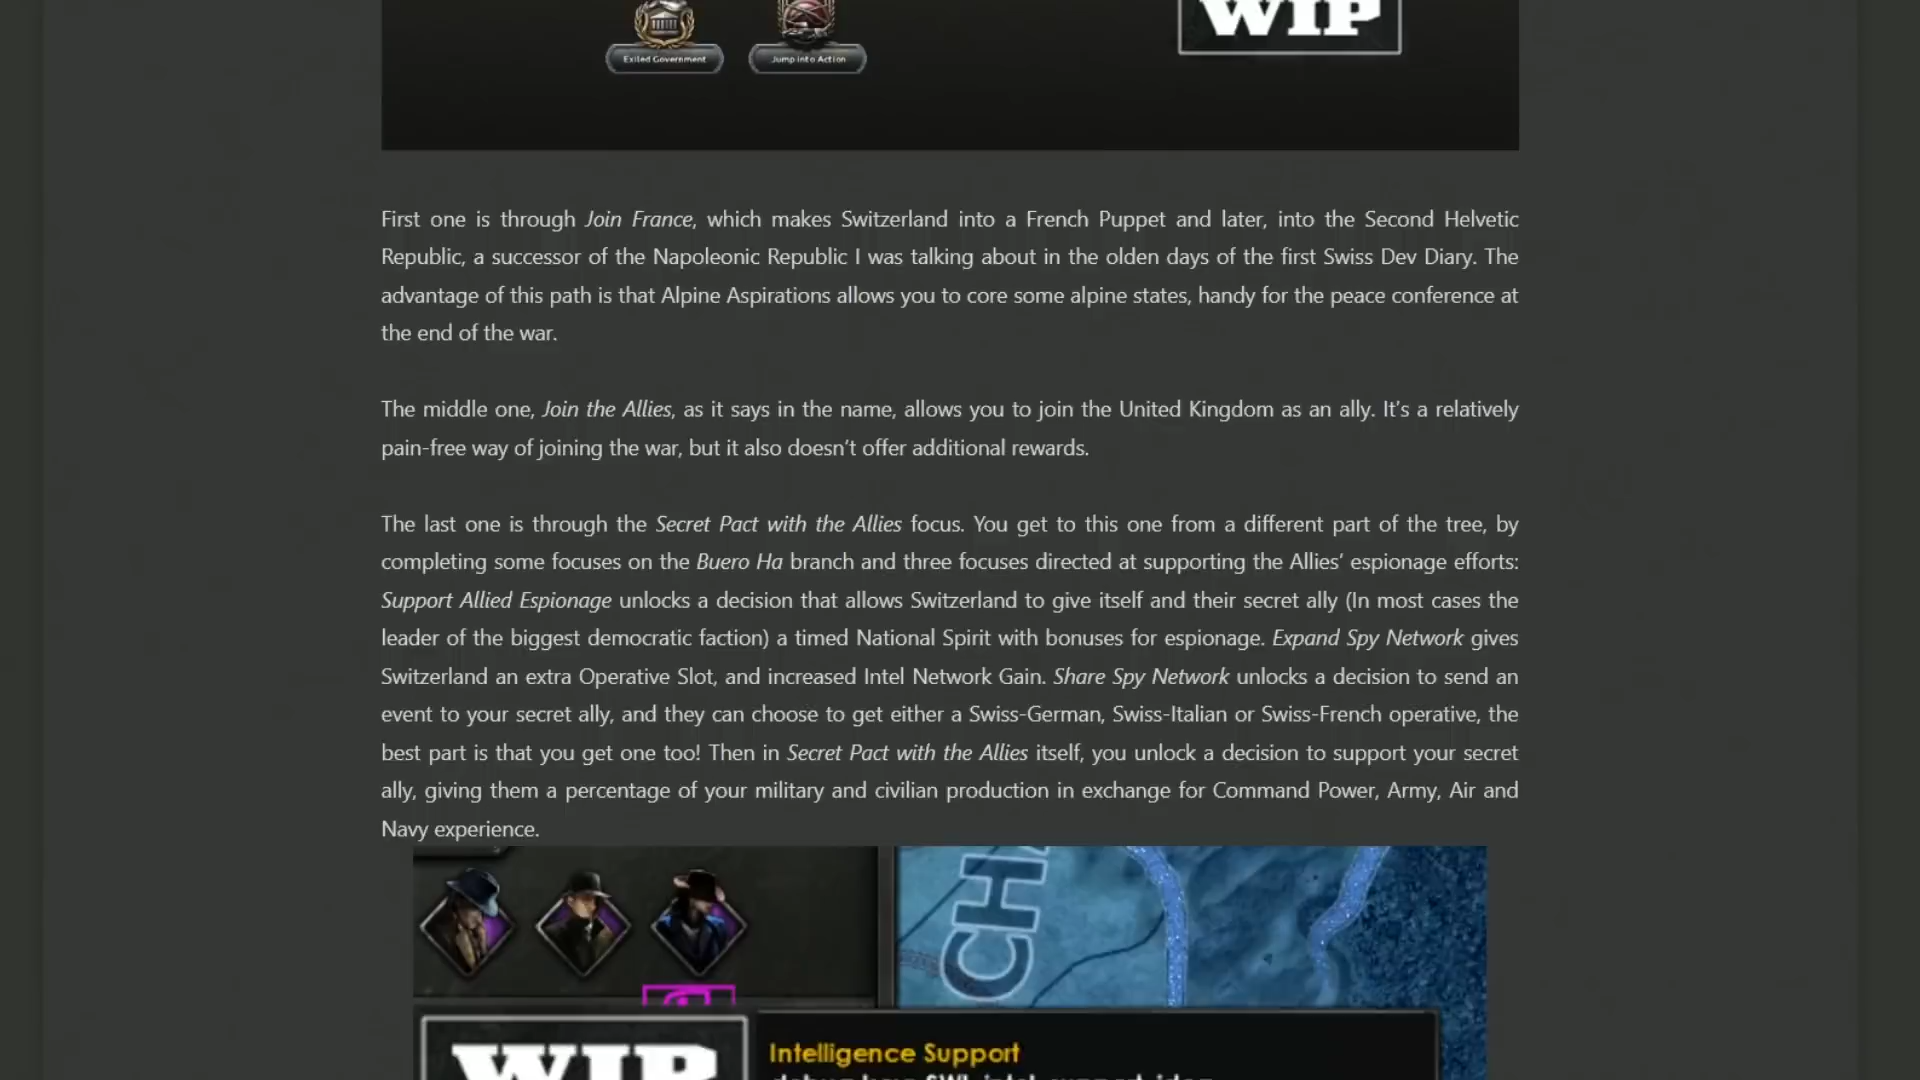 WIP
Exiled Government
Jump into Action
First one is through Join France, which makes Switzerland into a French Puppet and later, into the Second Helvetic
Republic, a successor of the Napoleonic Republic I was talking about in the olden days of the first Swiss Dev Diary. The
advantage of this path is that Alpine Aspirations allows you to core some alpine states, handy for the peace conference at
the end of the war.
The middle one, Join the Allies, as it says in the name, allows you to join the United Kingdom as an ally. It's a relatively
pain-free way of joining the war, but it also doesn’t offer additional rewards.
The last one is through the Secret Pact with the Allies focus. You get to this one from a different part of the tree, by
completing some focuses on the Buero Ha branch and three focuses directed at supporting the Allies’ espionage efforts:
Support Allied Espionage unlocks a decision that allows Switzerland to give itself and their secret ally (In most cases the
leader of the biggest democratic faction) a timed National Spirit with bonuses for espionage. Expand Spy Network gives
Switzerland an extra Operative Slot, and increased Intel Network Gain. Share Spy Network unlocks a decision to send an
event to your secret ally, and they can choose to get either a Swiss-German, Swiss-Italian or Swiss-French operative, the
best part is that you get one too! Then in Secret Pact with the Allies itself, you unlock a decision to support your secret
ally, giving them a percentage of your military and civilian production in exchange for Command Power, Army, Air and
Navy experience.
CH
WIP
Intelligence Support